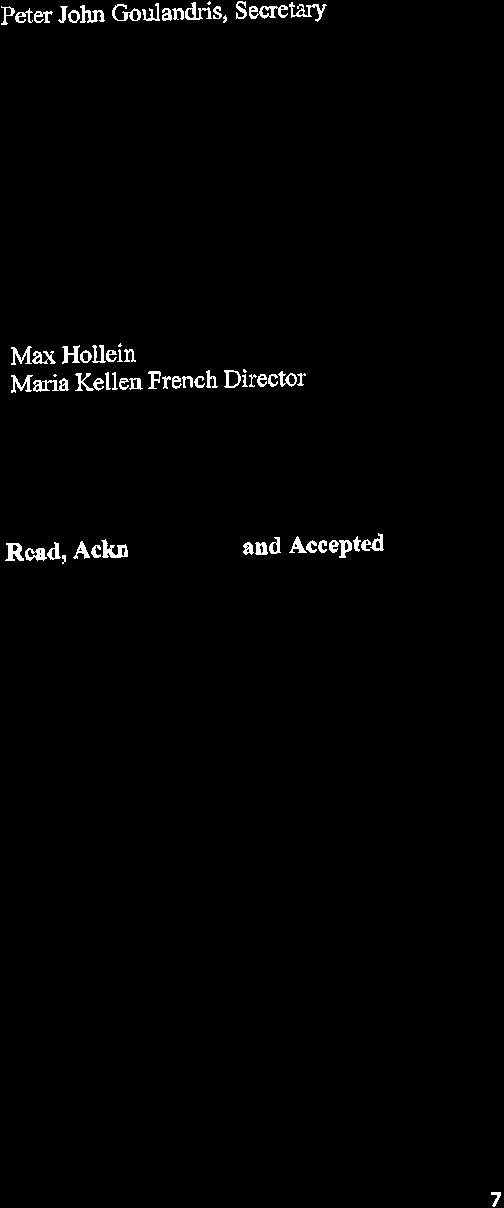 Peter John Goulandris, Secretary
Max Hollein
Maria Kellen French Director
Read, Ackn and Accepted
7